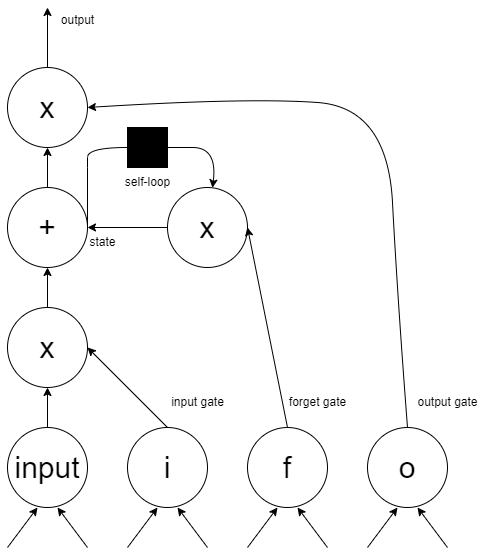 output
x
self-loop
+
x
state
x
input gate
forget gate
output gate
input
i
f
o